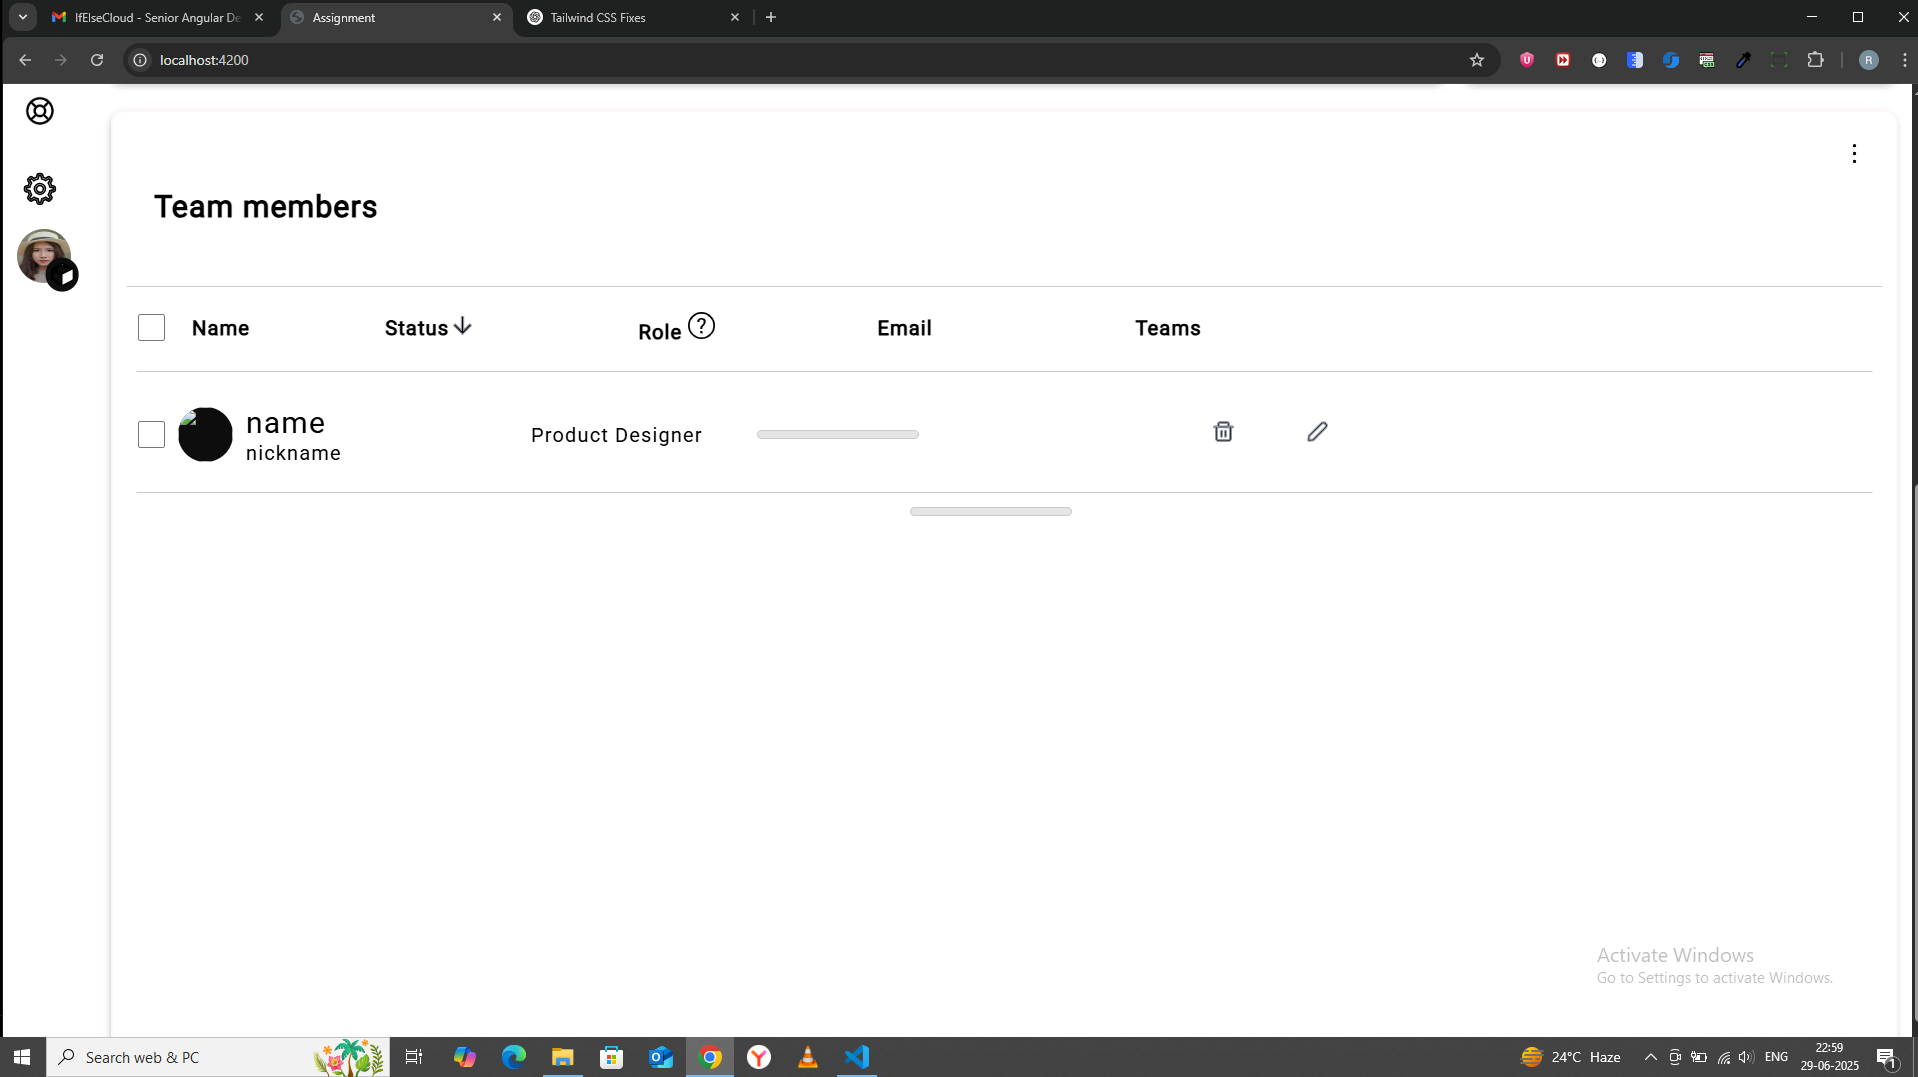 IfElseCloud - Senior Angular De
Assignment
Tailwind CSS Fixes
localhost:4200
R
Team members
Name
Status
Role
Email
Teams
name
nickname
Product Designer
Activate Windows
Go to Settings to activate Windows.
Search web & PC
24°C Haze
ENG
22:59
29-06-2025
1